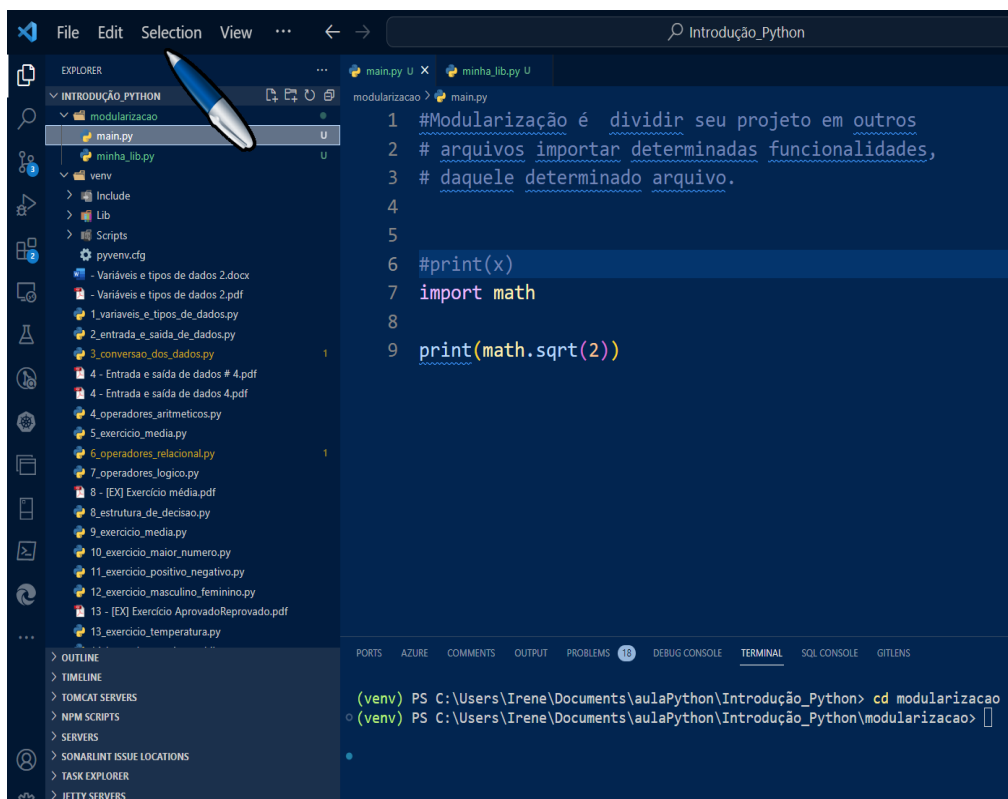 File Edit Selection View ··· Introdução_Python
EXPLORER
INTRODUÇÃO_PYTHON
modularizacao
main.py U
minha_lib.py U
venv
Include
Lib
Scripts
pyvenv.cfg
- Variáveis e tipos de dados 2.docx
- Variáveis e tipos de dados 2.pdf
1_variaveis_e_tipos_de_dados.py
2_entrada_e_saida_de_dados.py
3_conversao_dos_dados.py 1
4 - Entrada e saída de dados # 4.pdf
4 - Entrada e saída de dados 4.pdf
4_operadores_aritmeticos.py
5_exercicio_media.py
6_operadores_relacional.py 1
7_operadores_logico.py
8 - [EX] Exercício média.pdf
8_estrutura_de_decisao.py
9_exercicio_media.py
10_exercicio_maior_numero.py
11_exercicio_positivo_negativo.py
12_exercicio_masculino_feminino.py
13 - [EX] Exercício AprovadoReprovado.pdf
13_exercicio_temperatura.py
OUTLINE
TIMELINE
TOMCAT SERVERS
NPM SCRIPTS
SERVERS
SONARLINT ISSUE LOCATIONS
TASK EXPLORER
JETTY SERVERS
3
2
main.py U X minha_lib.py U
modularizacao > main.py
1 #Modularização é  dividir seu projeto em outros
2 # arquivos importar determinadas funcionalidades,
3 # daquele determinado arquivo.
4
5
6 #print(x)
7 import math
8
9 print(math.sqrt(2))
PORTS AZURE COMMENTS OUTPUT PROBLEMS 18 DEBUG CONSOLE TERMINAL SQL CONSOLE GITLENS
(venv) PS C:\Users\Irene\Documents\aulaPython\Introdução_Python> cd modularizacao
(venv) PS C:\Users\Irene\Documents\aulaPython\Introdução_Python\modularizacao>